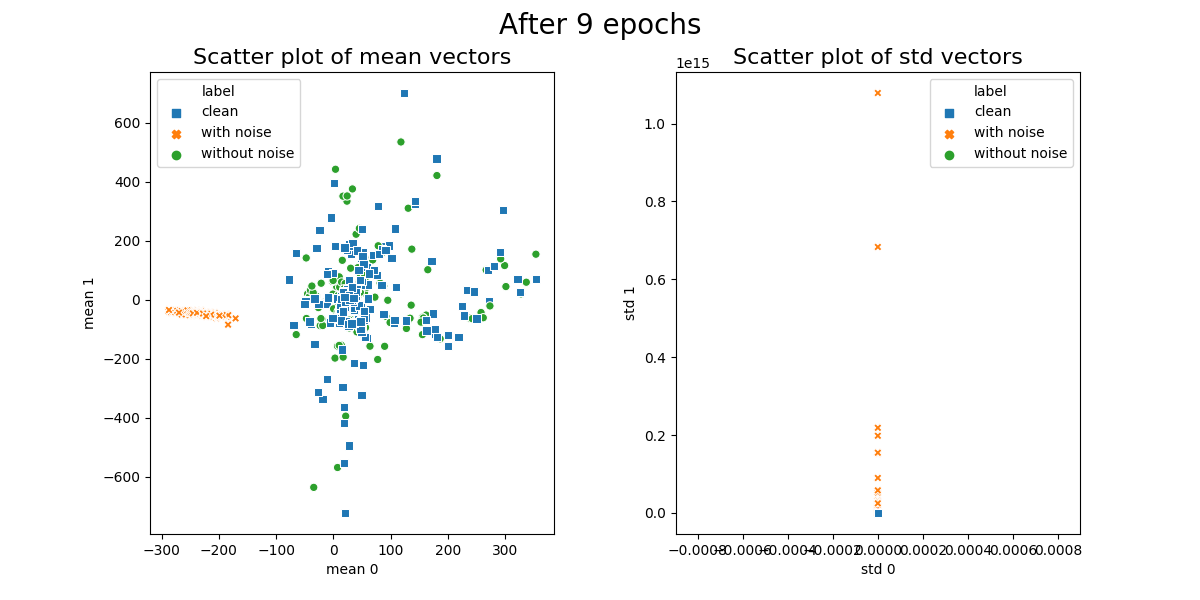 After 9 epochs
Scatter plot of mean vectors
label
clean
with noise
without noise
600
400
200
0
−200
−400
−600
mean 1
−300
−200
−100
0
100
200
300
mean 0
Scatter plot of std vectors
1e15
label
clean
with noise
without noise
1.0
0.8
0.6
0.4
0.2
0.0
std 1
−0.0008
−0.0006
−0.0004
−0.0002
0.0000
0.0002
0.0004
0.0006
0.0008
std 0